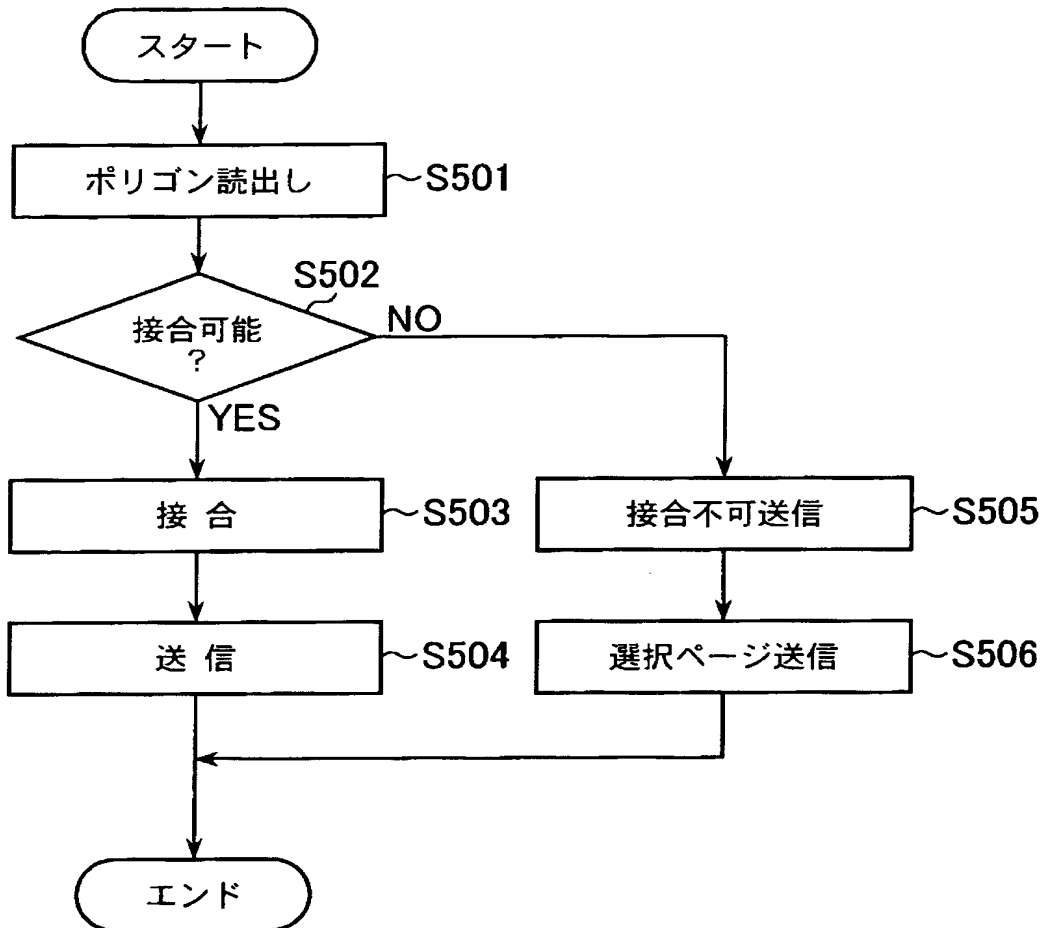 スタート
ポリゴン読出し
S501
S502
接合可能
?
NO
YES
接 合
S503
接合不可送信
S505
送 信
S504
選択ページ送信
S506
エンド